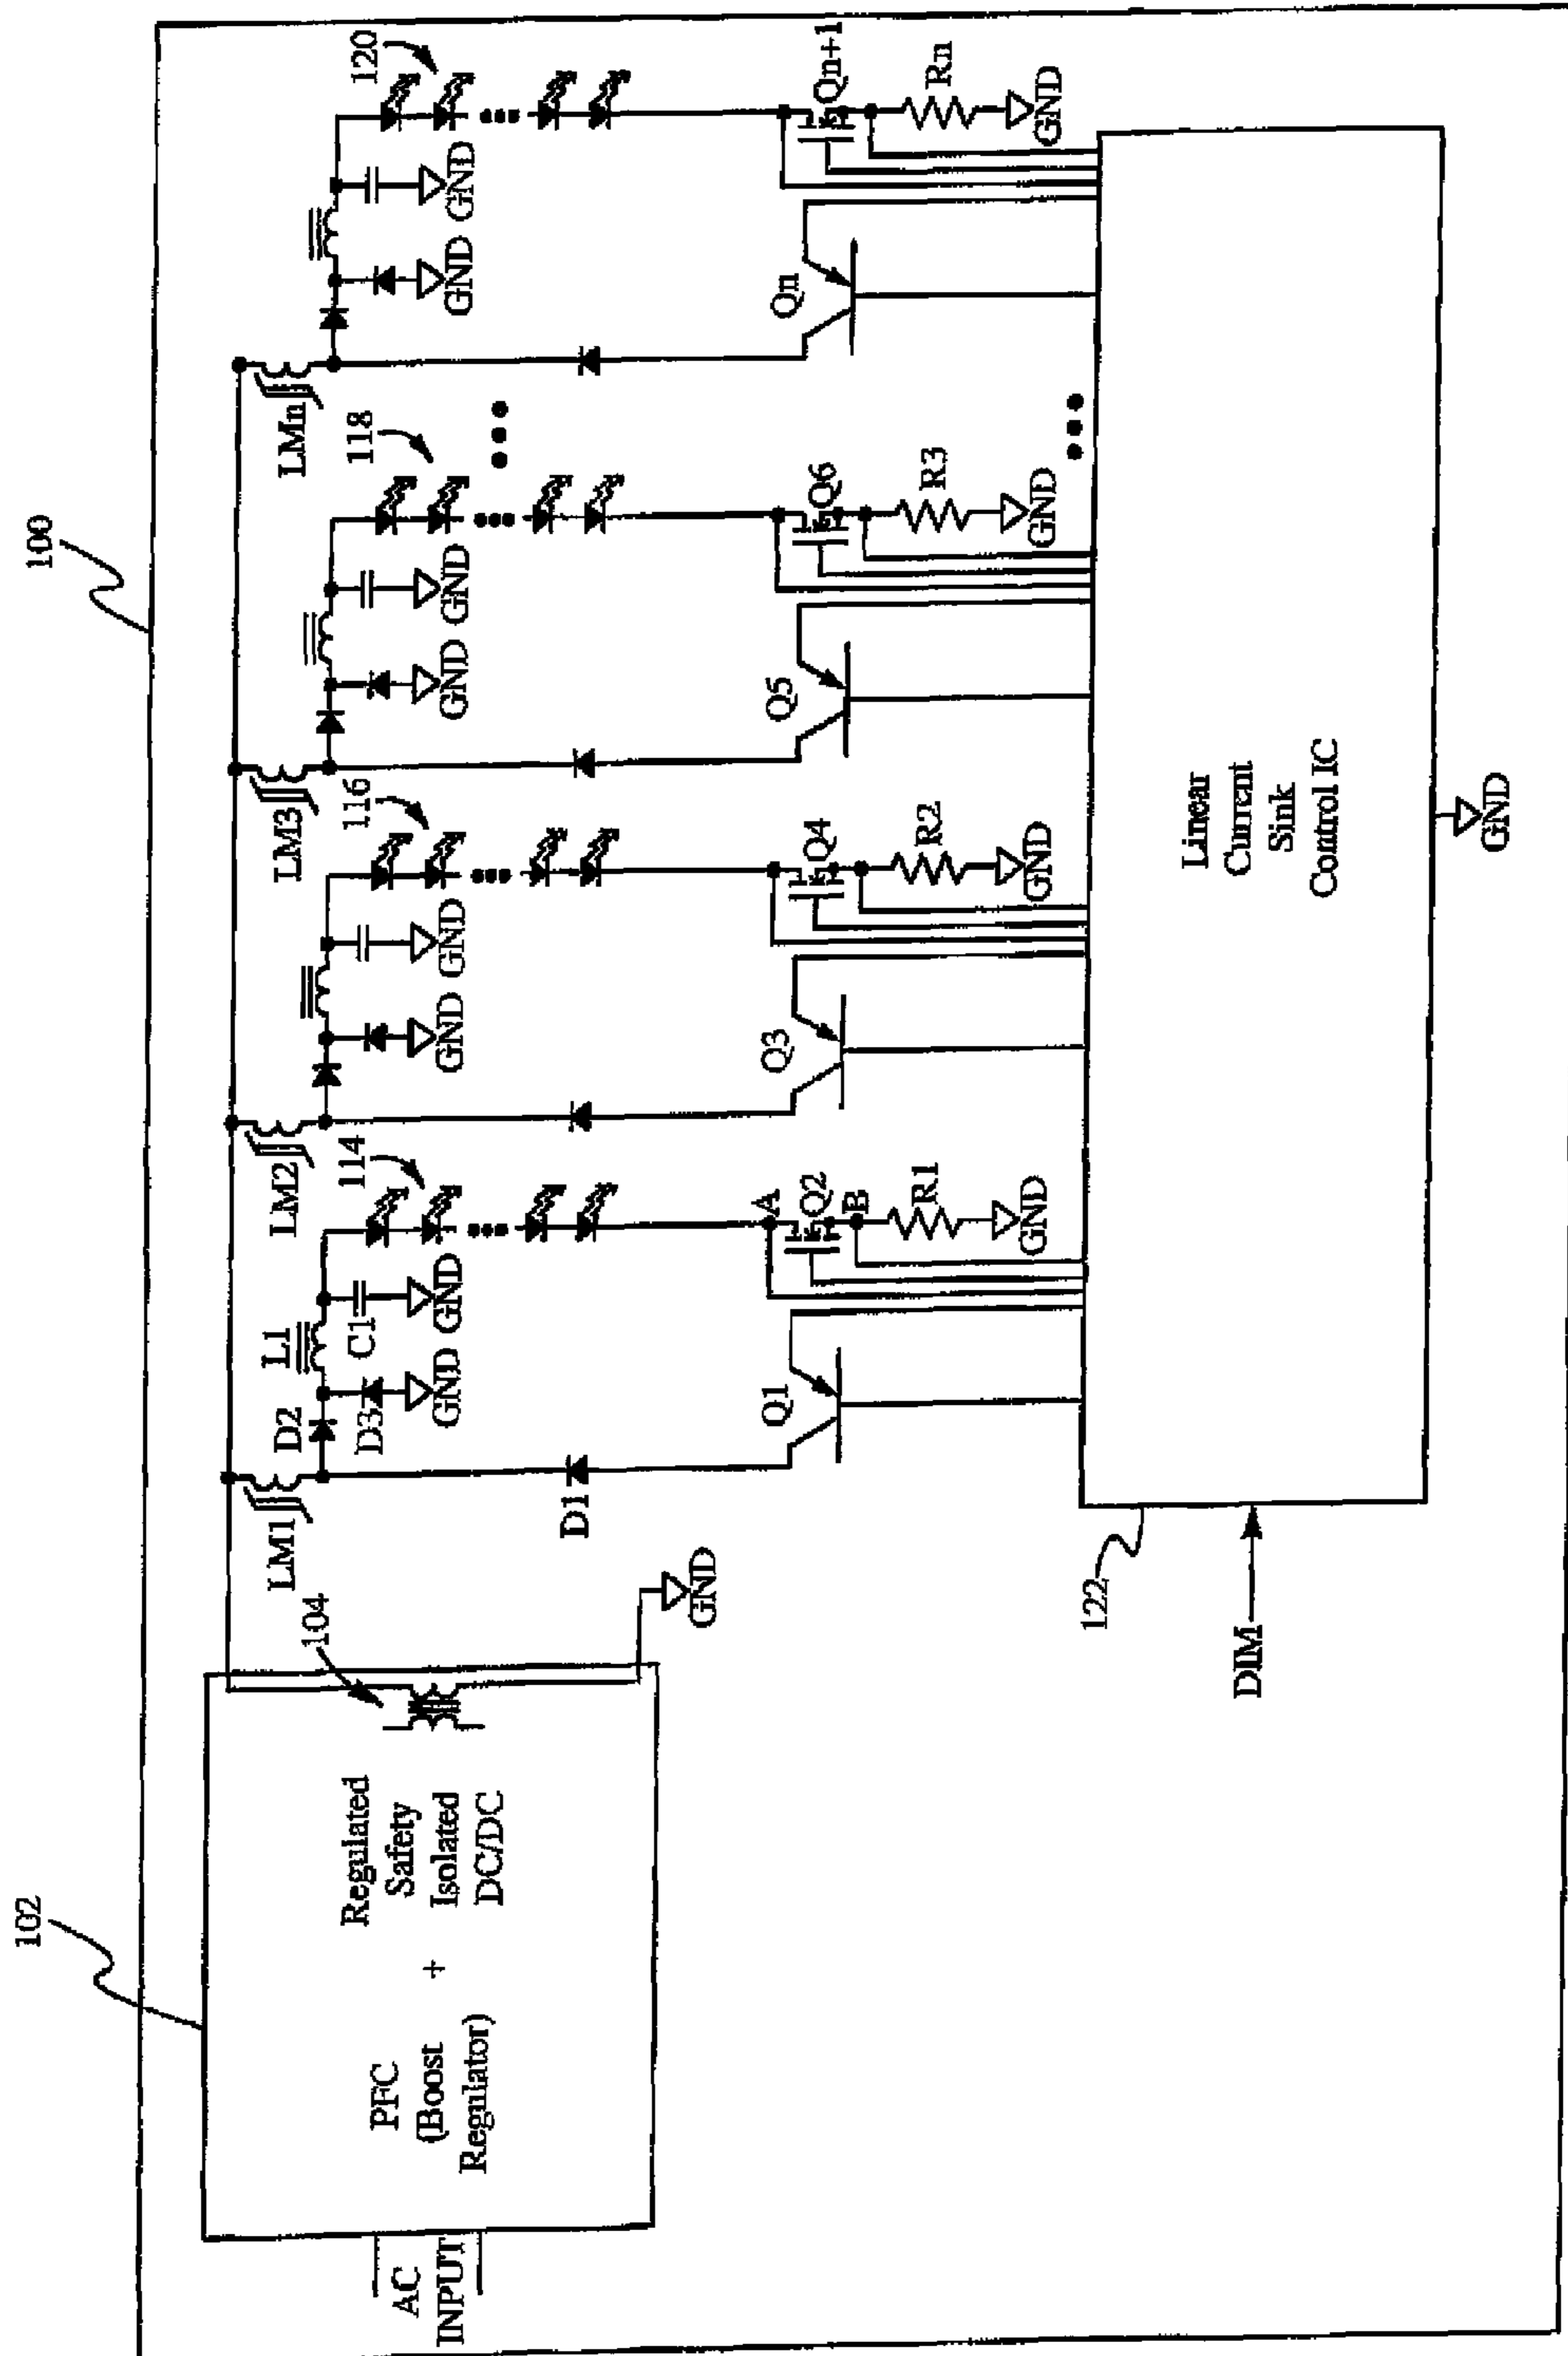 100
102
104
AC
INPUT
PFC
(Boost
Regulator)
+
Regulated
Safety
Isolated
DC/DC
GND
LM1
D2
L1
D3
C1
GND
GND
114
D1
Q1
A
Q2
B
R1
GND
LM2
GND
GND
116
Q3
Q4
R2
GND
LM3
GND
GND
118
Q5
Q6
R3
GND
LMn
GND
GND
120
Qn
Qn+1
Rn
GND
122
DIM
Linear
Current
Sink
Control IC
GND